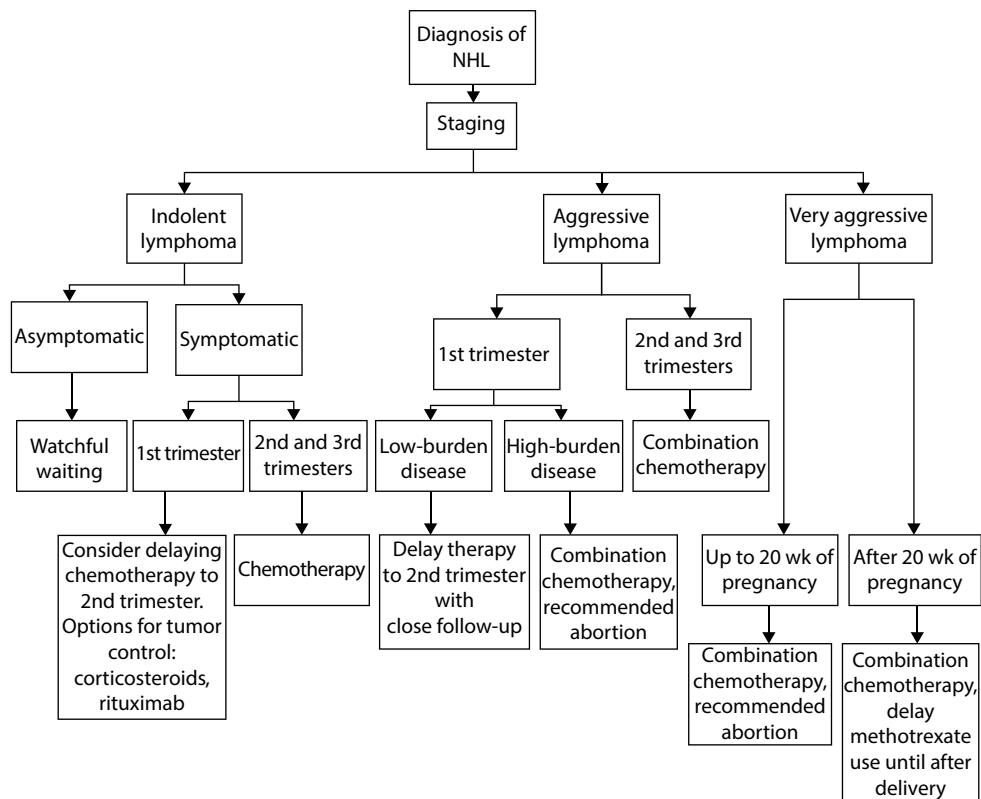 Diagnosis of
NHL
Staging
Indolent
lymphoma
Aggressive
lymphoma
Very aggressive
lymphoma
Asymptomatic
Symptomatic
1st trimester
2nd and 3rd
trimesters
Watchful
waiting
1st trimester
2nd and 3rd
trimesters
Low-burden
disease
High-burden
disease
Combination
chemotherapy
Consider delaying
chemotherapy to
2nd trimester.
Options for tumor
control:
corticosteroids,
rituximab
Chemotherapy
Delay therapy
to 2nd trimester
with
close follow-up
Combination
chemotherapy,
recommended
abortion
Up to 20 wk of
pregnancy
After 20 wk of
pregnancy
Combination
chemotherapy,
recommended
abortion
Combination
chemotherapy,
delay
methotrexate
use until after
delivery